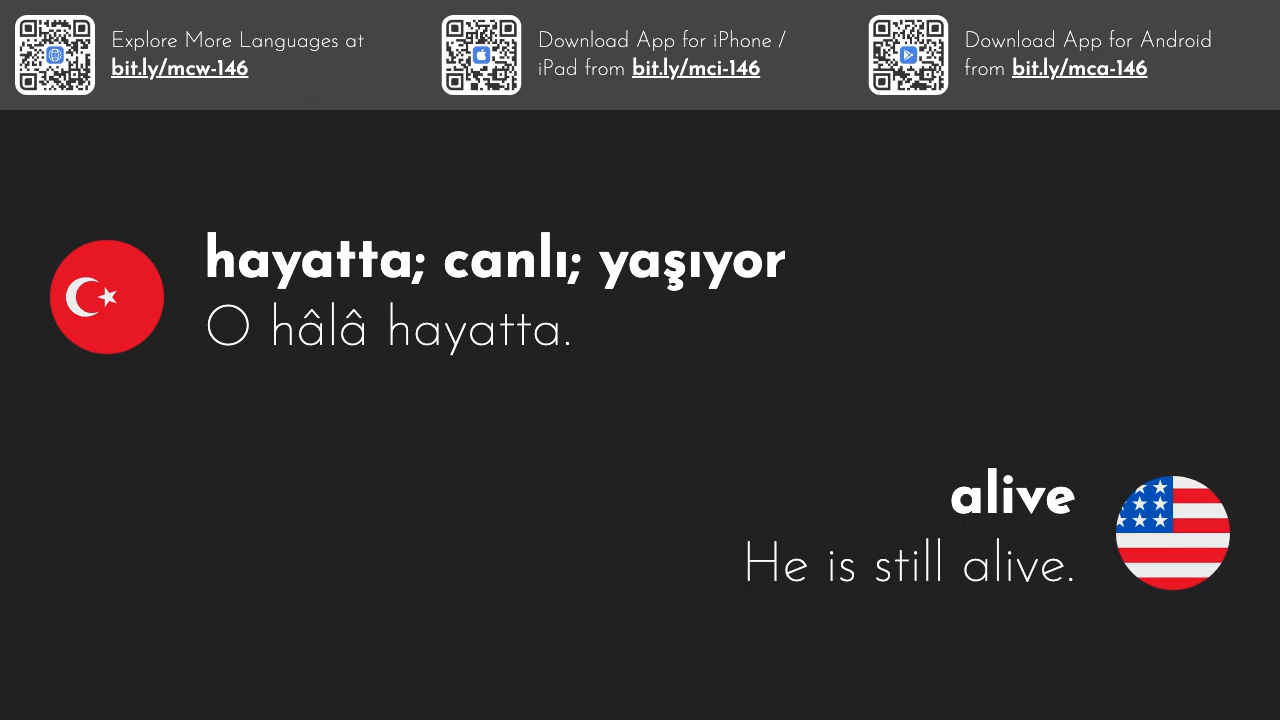 Explore More Languages at
bit.ly/mcw-146
Download App for iPhone /
iPad from bit.ly/mci-146
Download App for Android
from bit.ly/mca-146
hayatta; canlı; yaşıyor
O hâlâ hayatta.
alive
He is still alive.